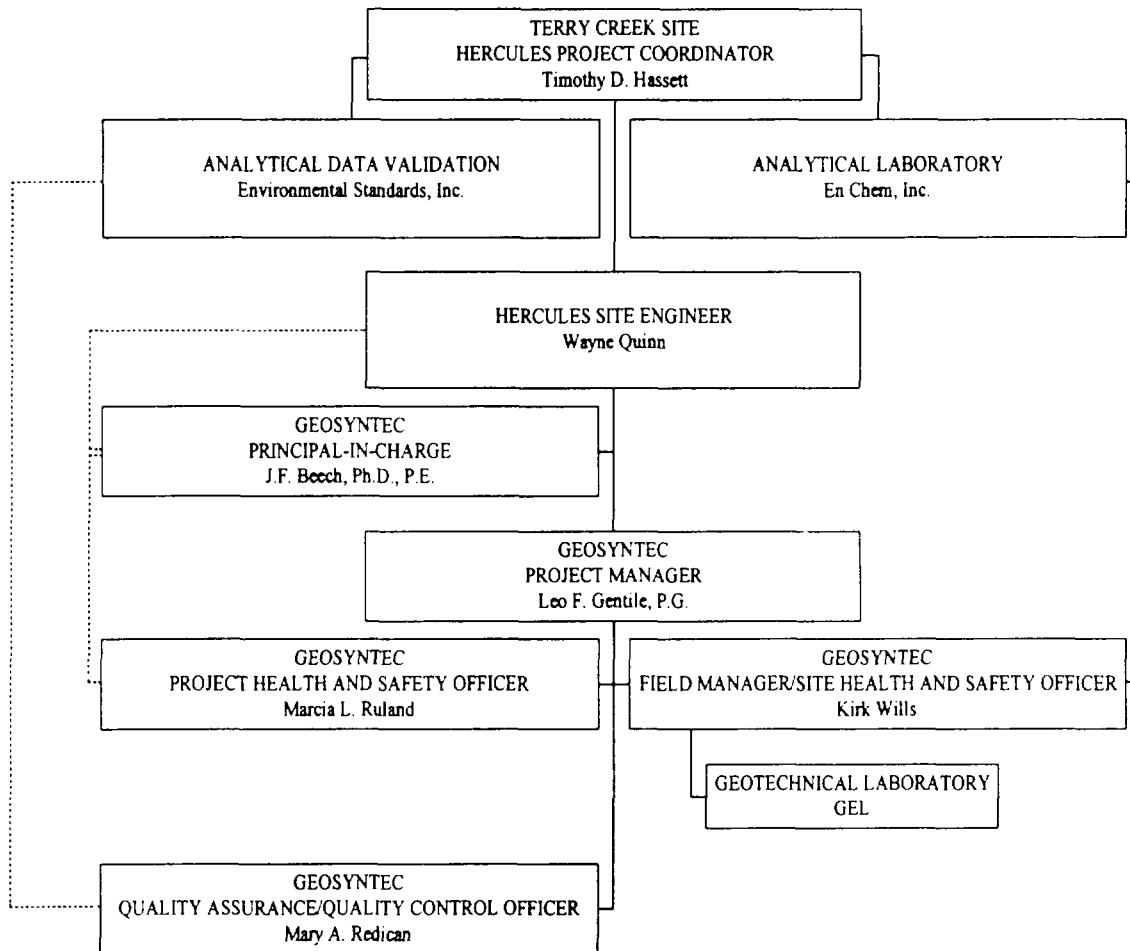 TERRY CREEK SITE
HERCULES PROJECT COORDINATOR
Timothy D. Hassett
ANALYTICAL DATA VALIDATION
Environmental Standards, Inc.
ANALYTICAL LABORATORY
En Chem, Inc.
HERCULES SITE ENGINEER
Wayne Quinn
GEOSYNTEC
PRINCIPAL-IN-CHARGE
J.F. Beech, Ph.D., P.E.
GEOSYNTEC
PROJECT MANAGER
Leo F. Gentile, P.G.
GEOSYNTEC
PROJECT HEALTH AND SAFETY OFFICER
Marcia L. Ruland
GEOSYNTEC
FIELD MANAGER/SITE HEALTH AND SAFETY OFFICER
Kirk Wills
GEOTECHNICAL LABORATORY
GEL
GEOSYNTEC
QUALITY ASSURANCE/QUALITY CONTROL OFFICER
Mary A. Redican